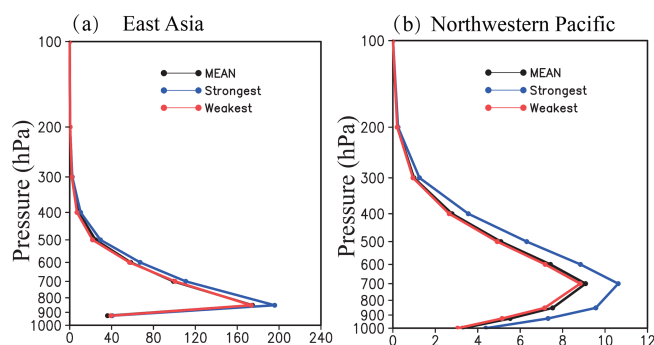 (a) East Asia
100
200
300
400
500
600
700
800
900
1000
Pressure (hPa)
MEAN
Strongest
Weakest
0 40 80 120 160 200 240
(b) Northwestern Pacific
100
200
300
400
500
600
700
800
900
1000
Pressure (hPa)
MEAN
Strongest
Weakest
0 2 4 6 8 10 12